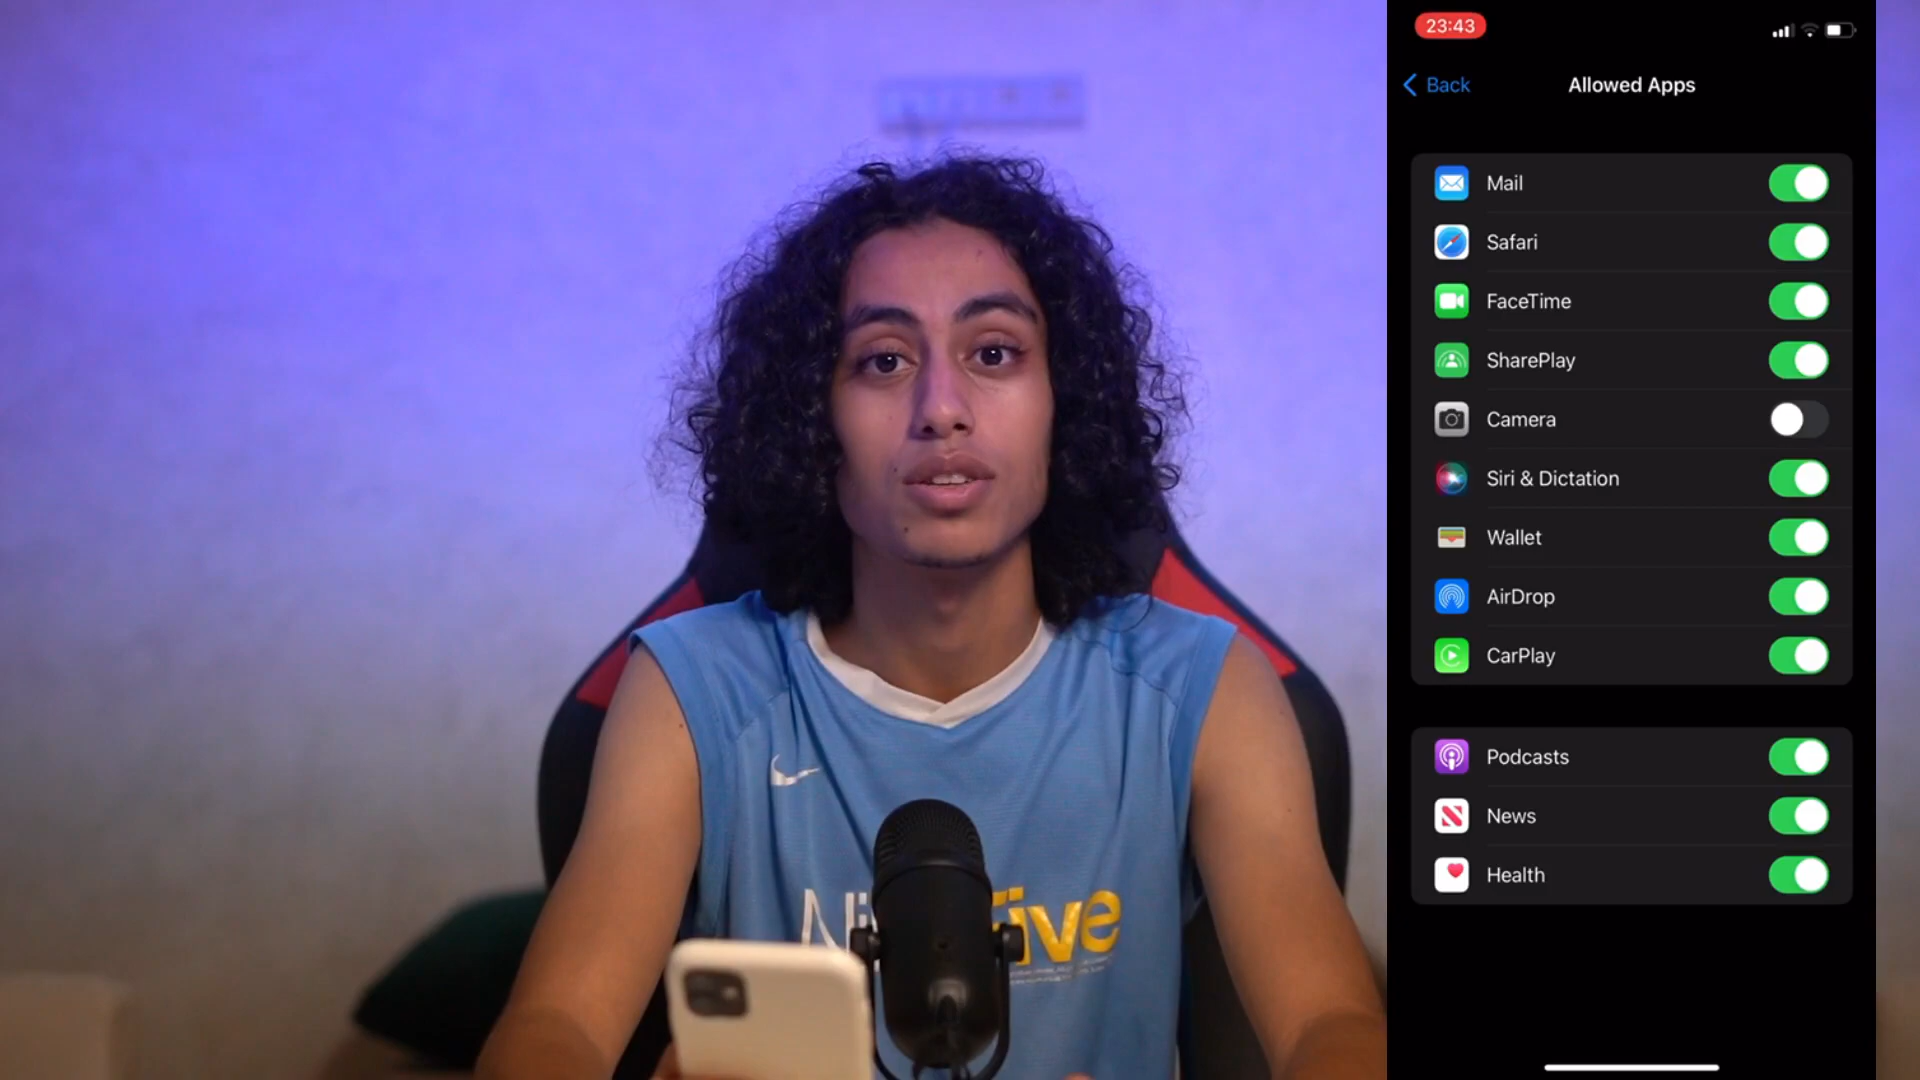 23:43
Back
Allowed Apps
Mail
Safari
FaceTime
SharePlay
Camera
Siri & Dictation
Wallet
AirDrop
CarPlay
Podcasts
News
Health